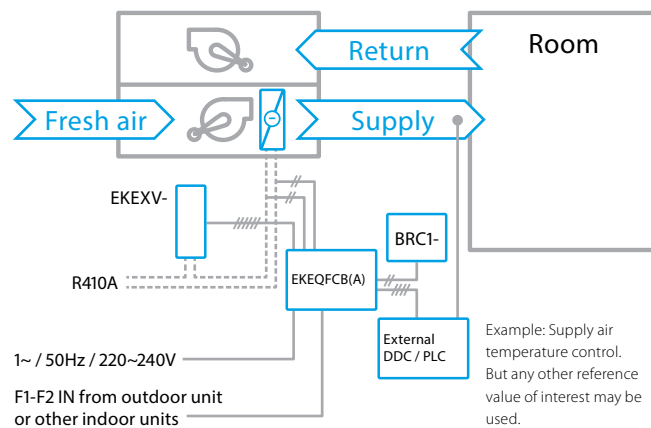 Return
Room
Fresh air
Supply
EKEXV-
BRC1-
EKEQFCB(A)
R410A
External
DDC / PLC
Example: Supply air
temperature control.
But any other reference
value of interest may be
used.
1~ / 50Hz / 220~240V
F1-F2 IN from outdoor unit
or other indoor units